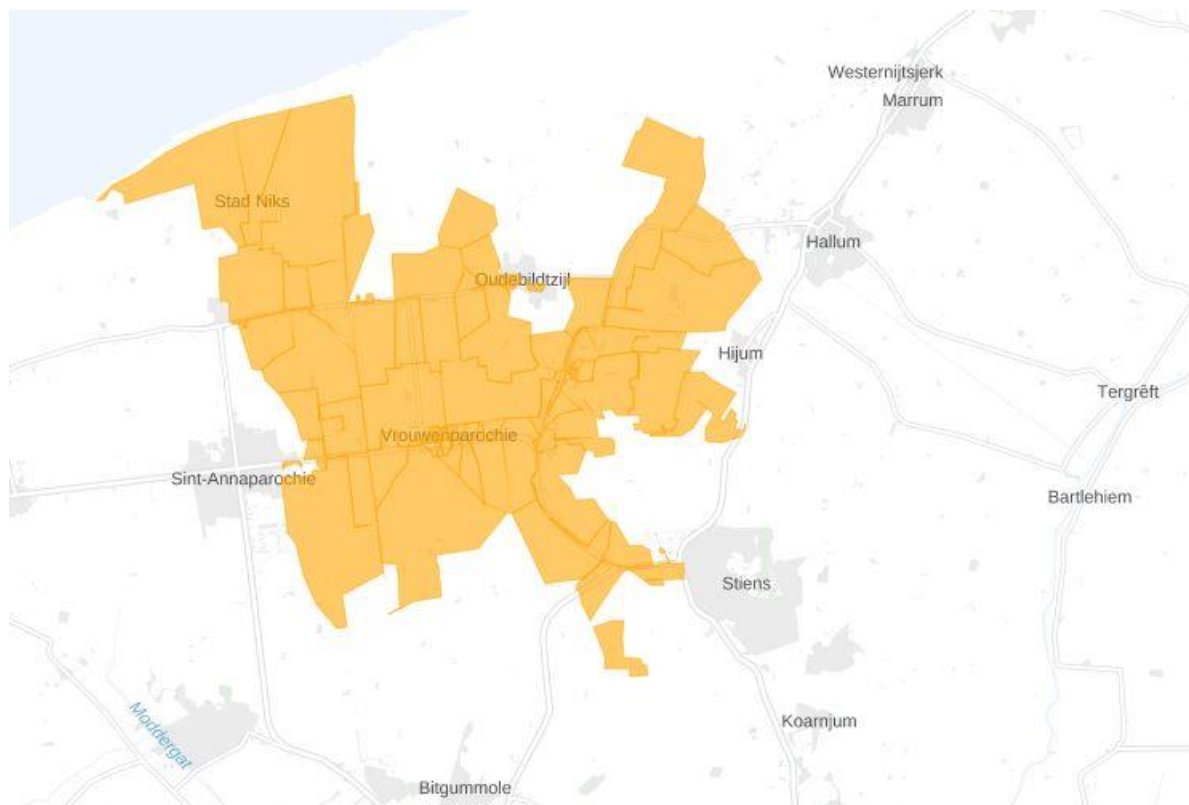 Westernijtsjerk
Marrum
Stad Niks
Hallum
Oudebildtzijl
Hijum
Tergrêft
Vrouwenparochie
Sint-Annaparochie
Bartlehiem
Stiens
Moddergat
Koarnjum
Bitgummole